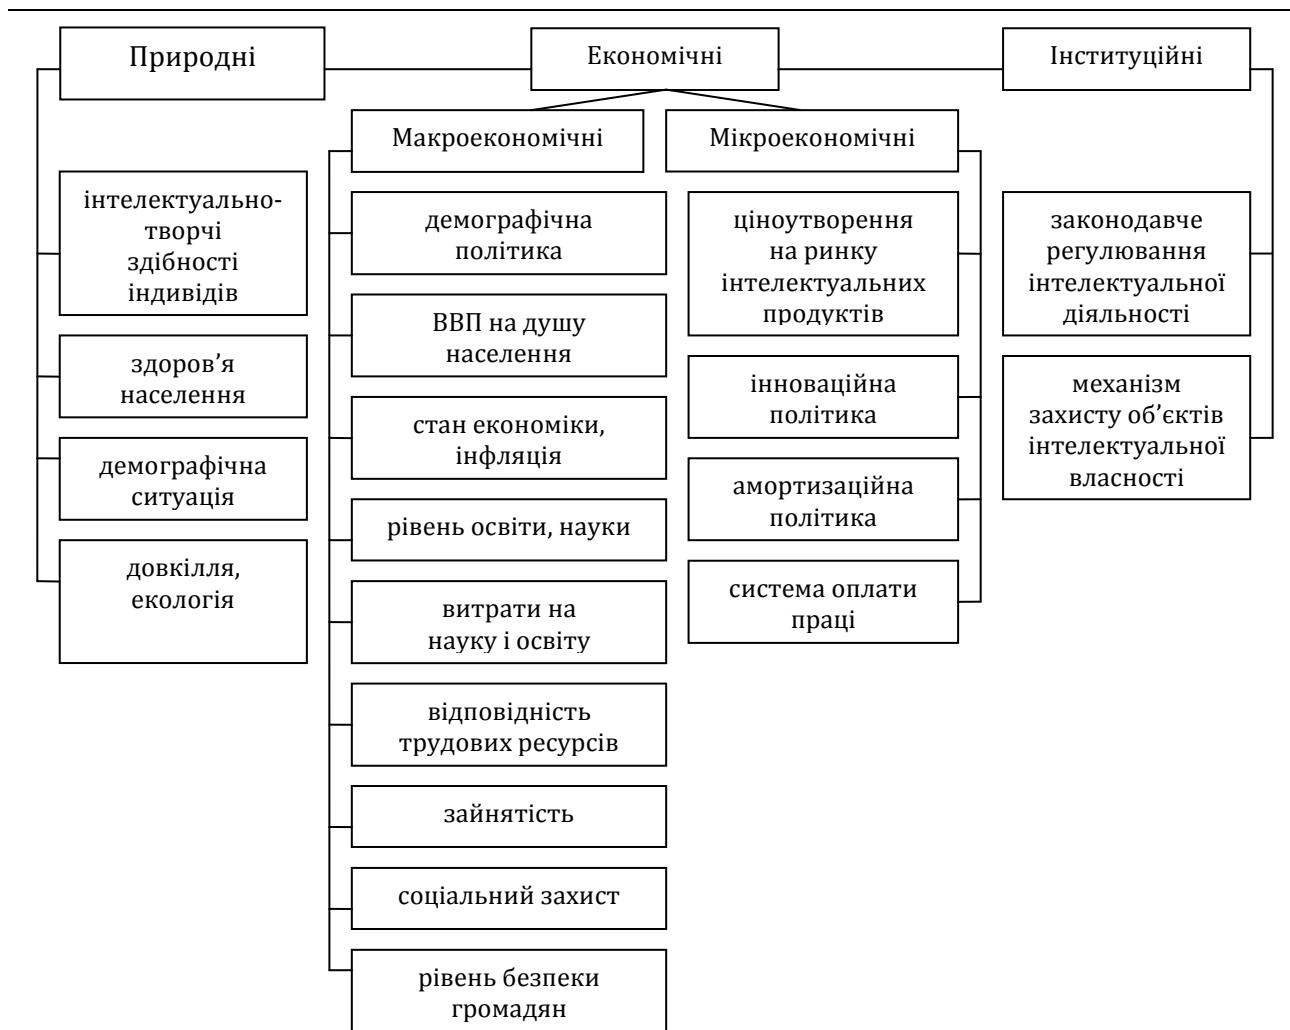 Природні
Економічні
Інституційні
Макроекономічні
Мікроекономічні
інтелектуально-
творчі
здібності
індивідів
здоров’я
населення
демографічна
ситуація
довкілля,
екологія
демографічна
політика
ВВП на душу
населення
стан економіки,
інфляція
рівень освіти, науки
витрати на
науку і освіту
відповідність
трудових ресурсів
зайнятість
соціальний захист
рівень безпеки
громадян
ціноутворення
на ринку
інтелектуальних
продуктів
інноваційна
політика
амортизаційна
політика
система оплати
праці
законодавче
регулювання
інтелектуальної
діяльності
механізм
захисту об’єктів
інтелектуальної
власності